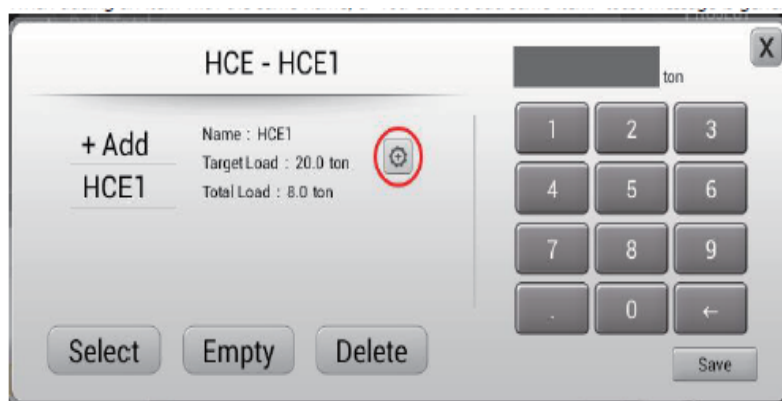 HCE - HCE1
X
ton
+ Add
HCE1
Name : HCE1
Target Load : 20.0 ton
Total Load : 8.0 ton
1 2 3
4 5 6
7 8 9
. 0 ←
Select Empty Delete
Save